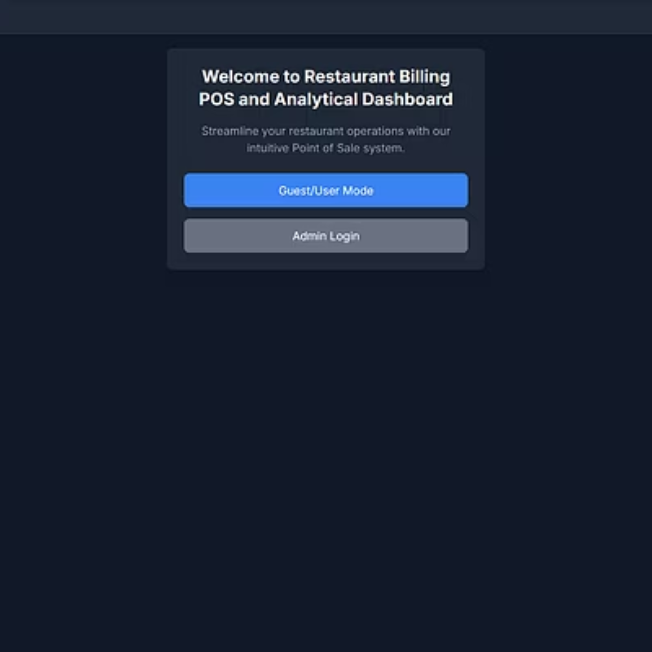 Welcome to Restaurant Billing
POS and Analytical Dashboard
Streamline your restaurant operations with our
intuitive Point of Sale system.
Guest/User Mode
Admin Login